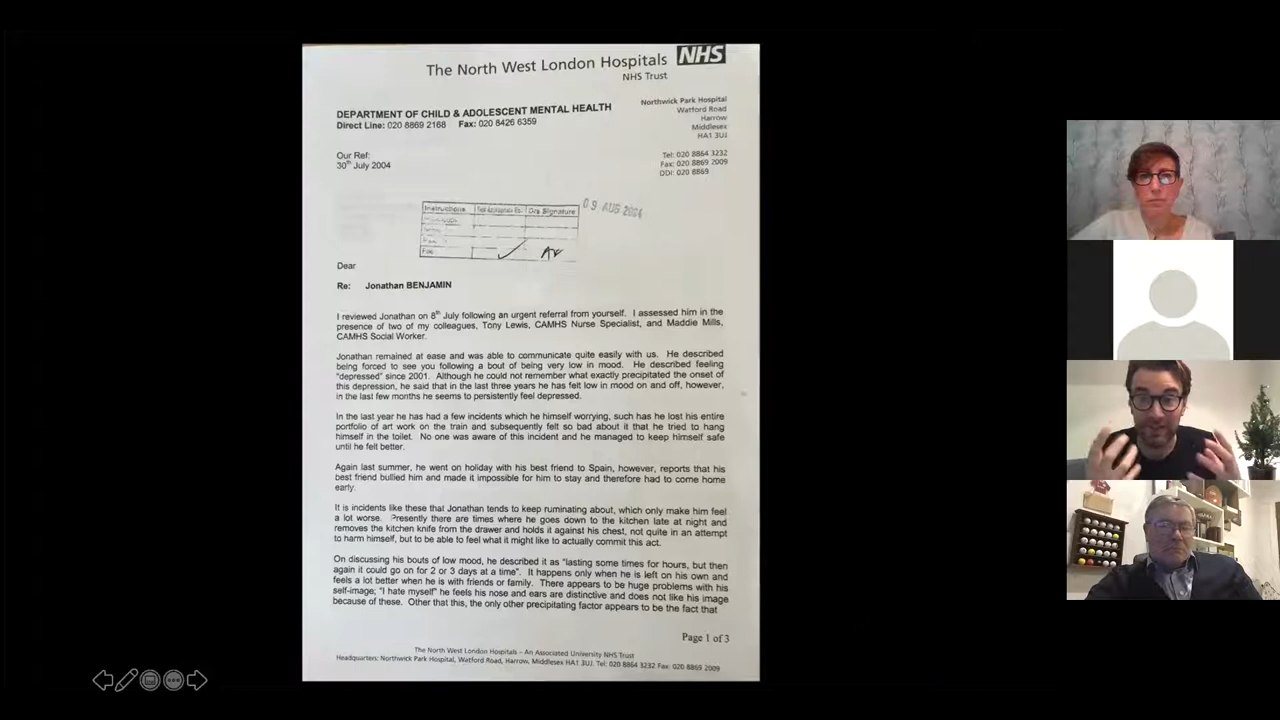 The North West London Hospitals NHS
NHS Trust
DEPARTMENT OF CHILD & ADOLESCENT MENTAL HEALTH
Direct Line: 020 8869 2168 Fax: 020 8426 6359
Northwick Park Hospital
Watford Road
Harrow
Middlesex
HA1 3UJ
Our Ref:
30th July 2004
Tel: 020 8864 3232
Fax: 020 8869 2009
DDI: 020 8869
Instructions
Drs Signature
09 AUG 2004
Dear
Re: Jonathan BENJAMIN
I reviewed Jonathan on 8th July following an urgent referral from yourself. I assessed him in the
presence of two of my colleagues, Tony Lewis, CAMHS Nurse Specialist, and Maddie Mills,
CAMHS Social Worker.
Jonathan remained at ease and was able to communicate quite easily with us. He described
being forced to see you following a bout of being very low in mood. He described feeling
"depressed" since 2001. Although he could not remember what exactly precipitated the onset of
this depression, he said that in the last three years he has felt low in mood on and off, however,
in the last few months he seems to persistently feel depressed.
In the last year he has had a few incidents which he himself worrying, such has he lost his entire
portfolio of art work on the train and subsequently felt so bad about it that he tried to hang
himself in the toilet. No one was aware of this incident and he managed to keep himself safe
until he felt better.
Again last summer, he went on holiday with his best friend to Spain, however, reports that his
best friend bullied him and made it impossible for him to stay and therefore had to come home
early.
It is incidents like these that Jonathan tends to keep ruminating about, which only make him feel
a lot worse. Presently there are times where he goes down to the kitchen late at night and
removes the kitchen knife from the drawer and holds it against his chest, not quite in an attempt
to harm himself, but to be able to feel what it might like to actually commit this act.
On discussing his bouts of low mood, he described it as "lasting some times for hours, but then
again it could go on for 2 or 3 days at a time". It happens only when he is left on his own and
feels a lot better when he is with friends or family. There appears to be huge problems with his
self-image; "I hate myself" he feels his nose and ears are distinctive and does not like his image
because of these. Other that this, the only other precipitating factor appears to be the fact that
Page 1 of 3
The North West London Hospitals – An Associated University NHS Trust
Headquarters: Northwick Park Hospital, Watford Road, Harrow, Middlesex HA1 3UJ. Tel: 020 8864 3232 Fax: 020 8869 2009